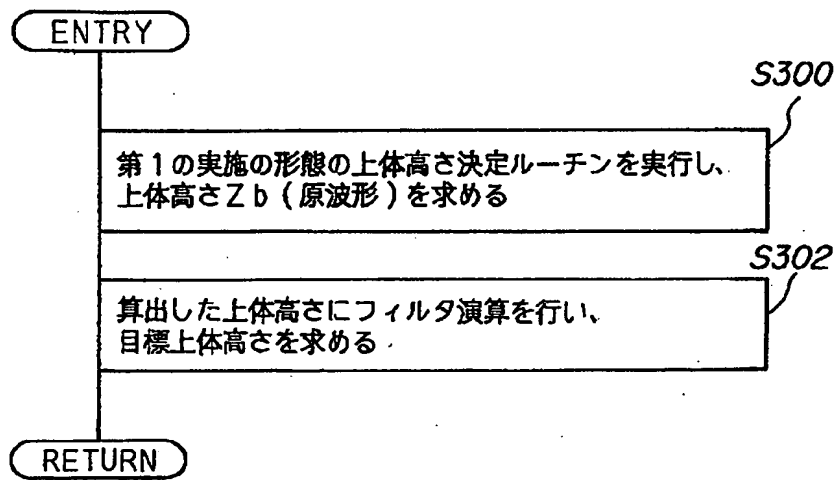 ENTRY
S300
第1の実施の形態の上体高さ決定ルーチンを実行し、
上体高さZb(原波形)を求める
S302
算出した上体高さにフィルタ演算を行い、
目標上体高さを求める
RETURN